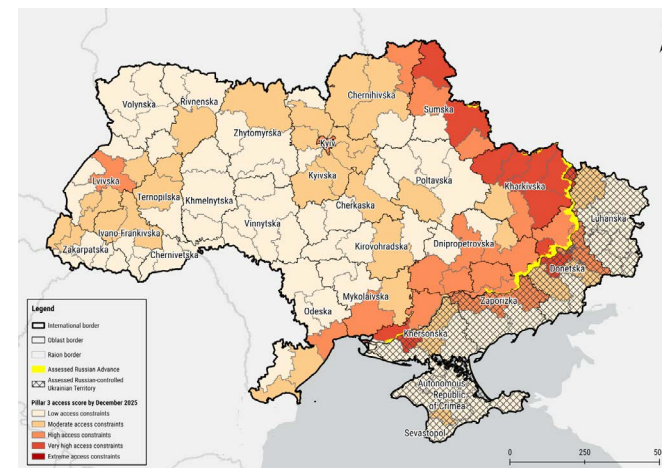 Chernihivska
Volynska
Rivnenska
Sumska
Zhytomyrska
Kyiv
Lvivska
Kyivska
Poltavska
Kharkivska
Ternopilska
Khmelnytska
Cherkaska
Luhanska
Ivano-Frankivska
Vinnytska
Kirovohradska
Dnipropetrovska
Zakarpatska
Chernivetska
Donetska
Mykolaivska
Zaporizka
Odeska
Khersonska
Autonomous
Republic
of Crimea
Sevastopol
Legend
International border
Oblast border
Raion border
Assessed Russian Advance
Assessed Russian-controlled
Ukrainian Territory
Pillar 3 access score by December 2025
Low access constraints
Moderate access constraints
High access constraints
Very high access constraints
Extreme access constraints
0 250 50